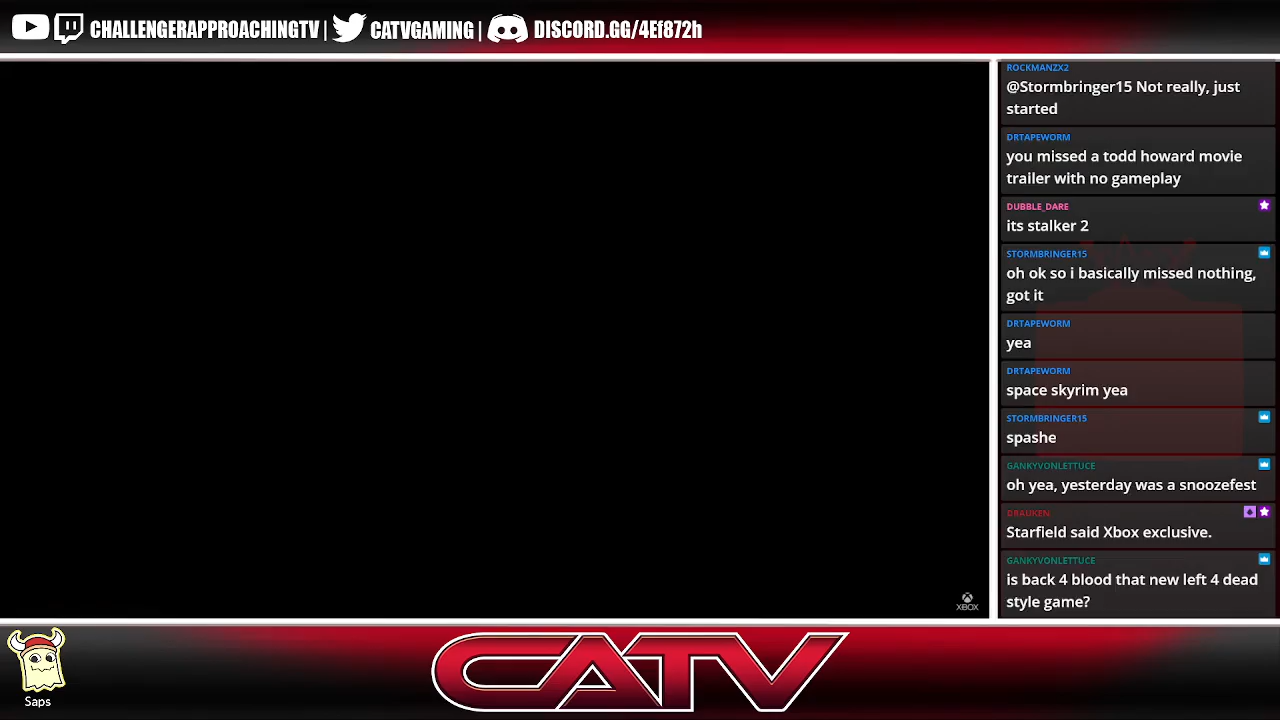 CHALLENGERAPPROACHINGTV | CATVGAMING | DISCORD.GG/4Ef872h
ROCKMANZX2
@Stormbringer15 Not really, just
started
DRTAPEWORM
you missed a todd howard movie
trailer with no gameplay
DUBBLE_DARE
its stalker 2
STORMBRINGER15
oh ok so i basically missed nothing,
got it
DRTAPEWORM
yea
DRTAPEWORM
space skyrim yea
STORMBRINGER15
spashe
GANKYVONLETTUCE
oh yea, yesterday was a snoozefest
DRAUKEN
Starfield said Xbox exclusive.
GANKYVONLETTUCE
is back 4 blood that new left 4 dead
style game?
XBOX
CATV
Saps